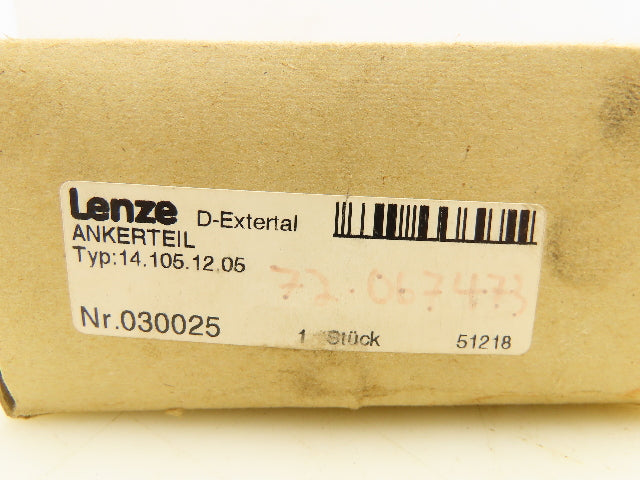 Lenze D-Extertal
ANKERTEIL
Typ:14.105.12.05
72.067473
Nr.030025 1 Stück 51218